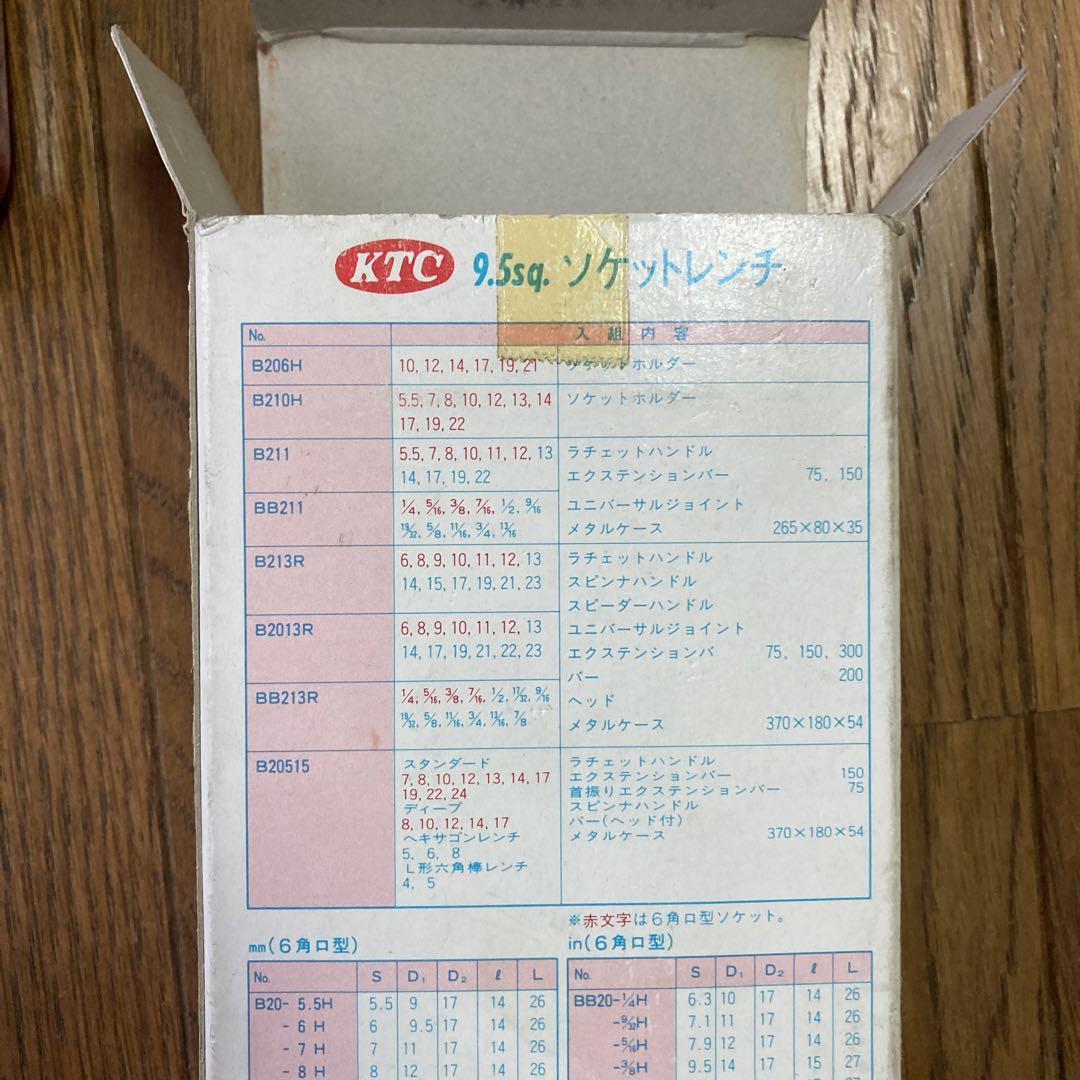 KTC 9.5sq. ソケットレンチ
No. 入組内容
B206H 10, 12, 14, 17, 19, 21 ソケットホルダー
B210H 5.5, 7, 8, 10, 12, 13, 14 ソケットホルダー
17, 19, 22
B211 5.5, 7, 8, 10, 11, 12, 13 ラチェットハンドル
14, 17, 19, 22 エクステンションバー 75, 150
BB211 1/4, 5/16, 3/8, 7/16, 1/2, 9/16 ユニバーサルジョイント
19/32, 5/8, 11/16, 3/4, 13/16 メタルケース 265×80×35
B213R 6, 8, 9, 10, 11, 12, 13 ラチェットハンドル
14, 15, 17, 19, 21, 23 スピンナハンドル
スピーダーハンドル
B2013R 6, 8, 9, 10, 11, 12, 13 ユニバーサルジョイント
14, 17, 19, 21, 22, 23 エクステンションバ 75, 150, 300
バー 200
BB213R 1/4, 5/16, 3/8, 7/16, 1/2, 17/32, 9/16 ヘッド
19/32, 5/8, 11/16, 3/4, 13/16, 7/8 メタルケース 370×180×54
B20515 スタンダード ラチェットハンドル
7, 8, 10, 12, 13, 14, 17 エクステンションバー 150
19, 22, 24 首振りエクステンションバー 75
ディープ スピンナハンドル
8, 10, 12, 14, 17 バー(ヘッド付)
ヘキサゴンレンチ メタルケース 370×180×54
5, 6, 8
L形六角棒レンチ
4, 5
※赤文字は6角口型ソケット。
mm(6角口型)
No. S D1 D2 ℓ L
B20- 5.5H 5.5 9 17 14 26
- 6 H 6 9.5 17 14 26
- 7 H 7 11 17 14 26
- 8 H 8 12 17 14 26
in(6角口型)
No. S D1 D2 ℓ L
BB20-1/4H 6.3 10 17 14 26
-9/32H 7.1 11 17 14 26
-5/16H 7.9 12 17 14 26
-3/8H 9.5 14 17 15 27